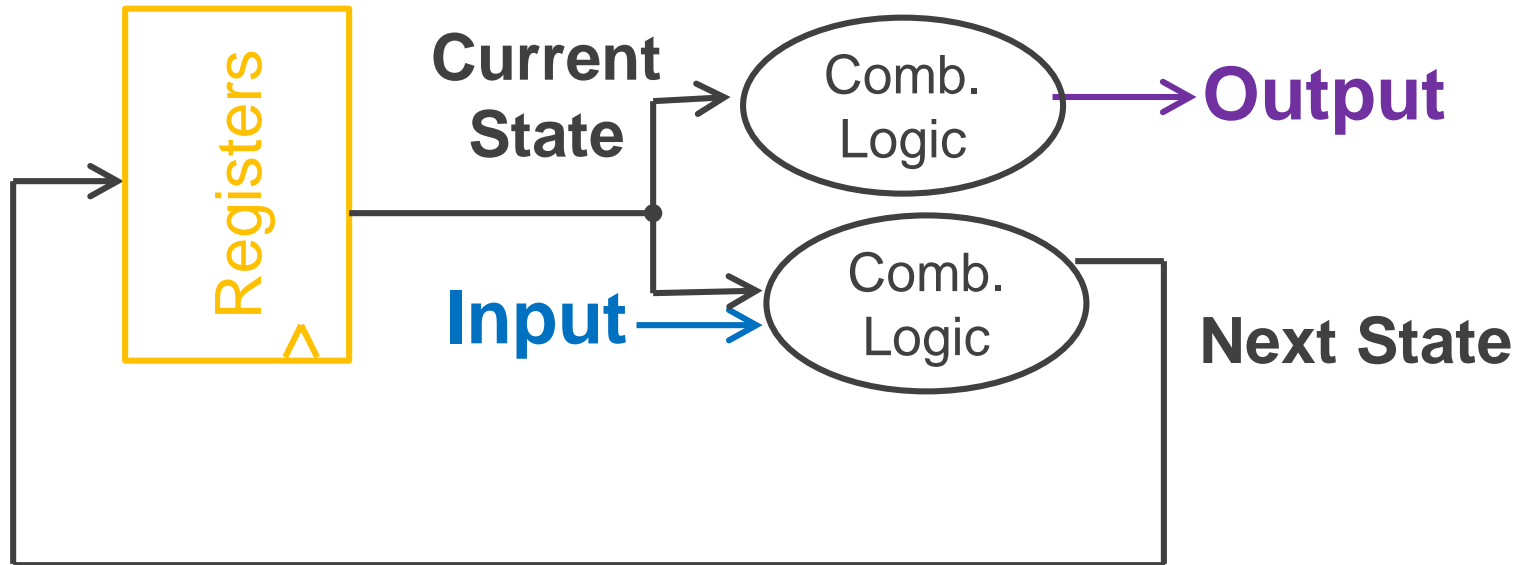 Registers
Current
State
Comb.
Logic
Output
Input
Comb.
Logic
Next State